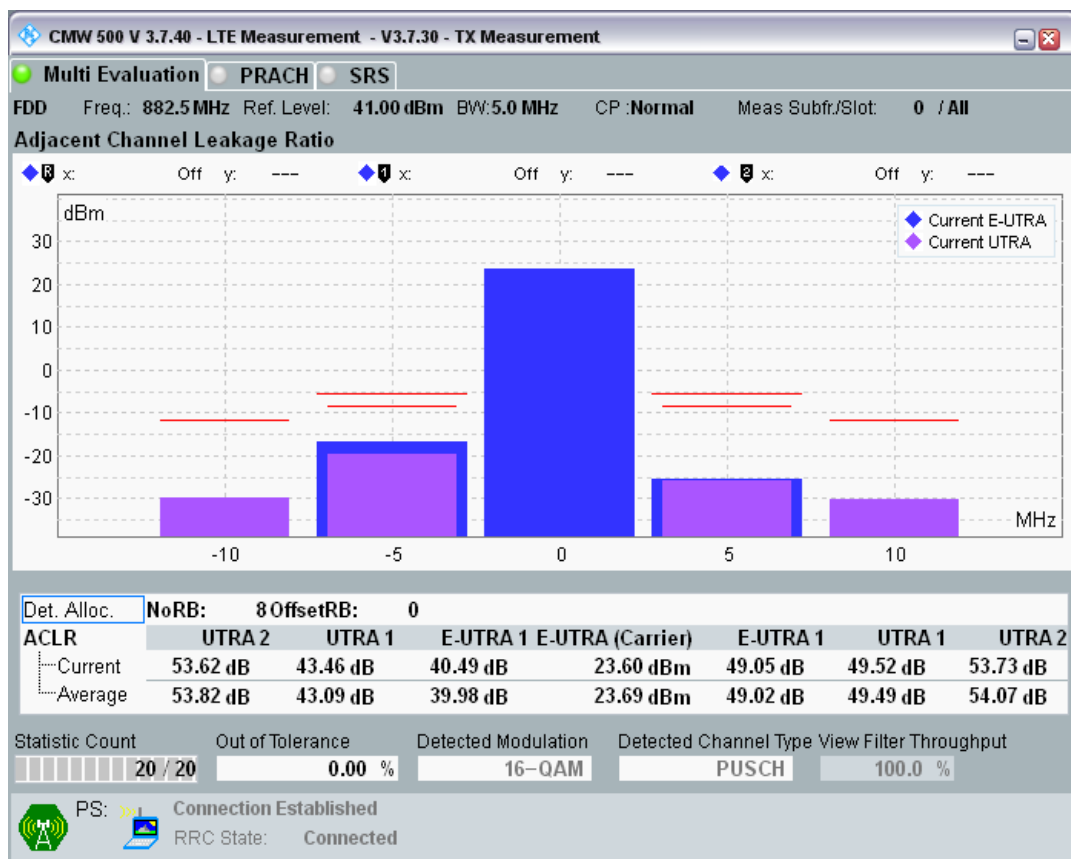 CMW 500 V 3.7.40 - LTE Measurement - V3.7.30 - TX Measurement
Multi Evaluation PRACH SRS
FDD Freq.: 882.5 MHz Ref. Level: 41.00 dBm BW:5.0 MHz CP :Normal Meas Subfr./Slot: 0 / All
Adjacent Channel Leakage Ratio
R x: Off y: --- 1 x: Off y: --- 2 x: Off y: ---
dBm
Current E-UTRA
Current UTRA
30
20
10
0
-10
-20
-30
MHz
-10 -5 0 5 10
Det. Alloc. NoRB: 8 OffsetRB: 0
ACLR UTRA 2 UTRA 1 E-UTRA 1 E-UTRA (Carrier) E-UTRA 1 UTRA 1 UTRA 2
Current 53.62 dB 43.46 dB 40.49 dB 23.60 dBm 49.05 dB 49.52 dB 53.73 dB
Average 53.82 dB 43.09 dB 39.98 dB 23.69 dBm 49.02 dB 49.49 dB 54.07 dB
Statistic Count Out of Tolerance Detected Modulation Detected Channel Type View Filter Throughput
20 / 20 0.00 % 16-QAM PUSCH 100.0 %
PS: Connection Established
RRC State: Connected